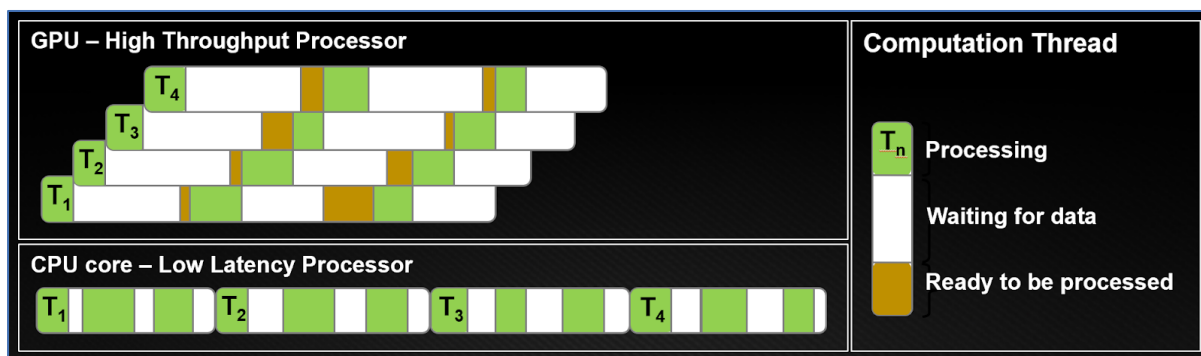 GPU – High Throughput Processor
T4
T3
T2
T1
CPU core – Low Latency Processor
T1 T2 T3 T4
Computation Thread
Tn
Processing
Waiting for data
Ready to be processed